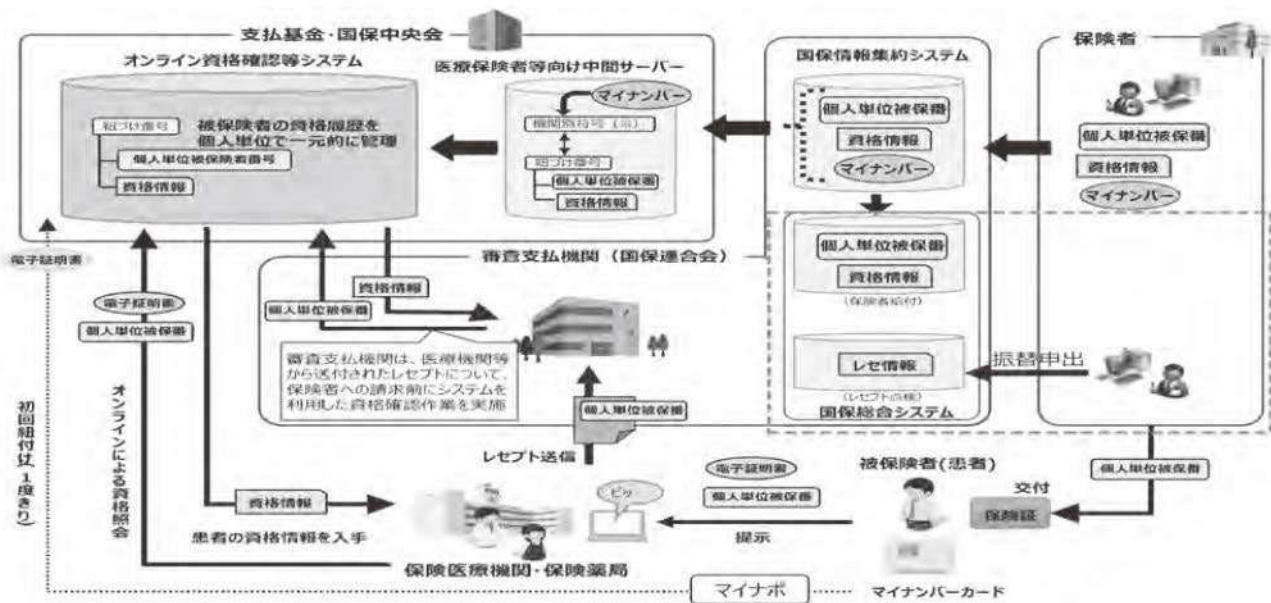 支払基金・国保中央会
オンライン資格確認等システム
紐づけ番号
個人単位被保険者番号
資格情報
被保険者の資格履歴を
個人単位で一元的に管理
医療保険者等向け中間サーバー
マイナンバー
機関別符号(※)
紐づけ番号
個人単位被保番
資格情報
国保情報集約システム
個人単位被保番
資格情報
マイナンバー
保険者
個人単位被保番
資格情報
マイナンバー
個人単位被保番
資格情報
(保険者給付)
レセ情報
(レセプト点検)
国保総合システム
振替申出
審査支払機関(国保連合会)
資格情報
個人単位被保番
審査支払機関は、医療機関等
から送付されたレセプトについて、
保険者への請求前にシステムを
利用した資格確認作業を実施
電子証明書
電子証明書
個人単位被保番
初回紐付け、1度きり)
オンラインによる資格照会
個人単位被保番
レセプト送信
資格情報
患者の資格情報を入手
保険医療機関・保険薬局
ピッ
電子証明書
個人単位被保番
提示
被保険者(患者)
個人単位被保番
交付
保険証
マイナポ
マイナンバーカード